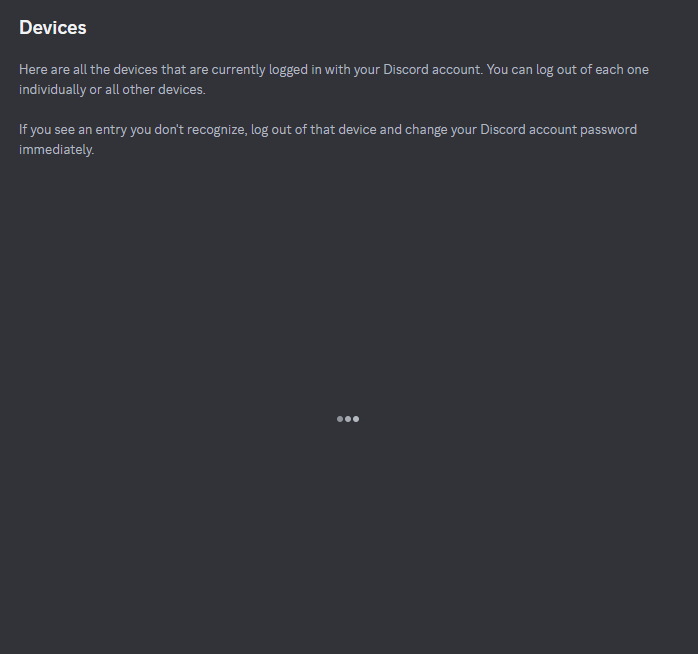 Devices
Here are all the devices that are currently logged in with your Discord account. You can log out of each one
individually or all other devices.
If you see an entry you don't recognize, log out of that device and change your Discord account password
immediately.